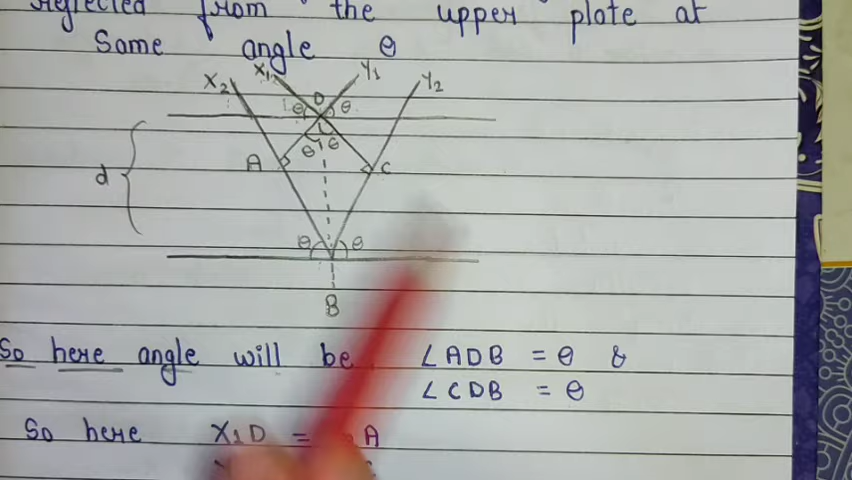 reflected from the upper plate at
Same angle θ
X2 X1 Y1 Y2
D
θ θ
θ θ
A C
d
θ θ
B
So here angle will be ∠ADB = θ &
∠CDB = θ
So here X1D = A